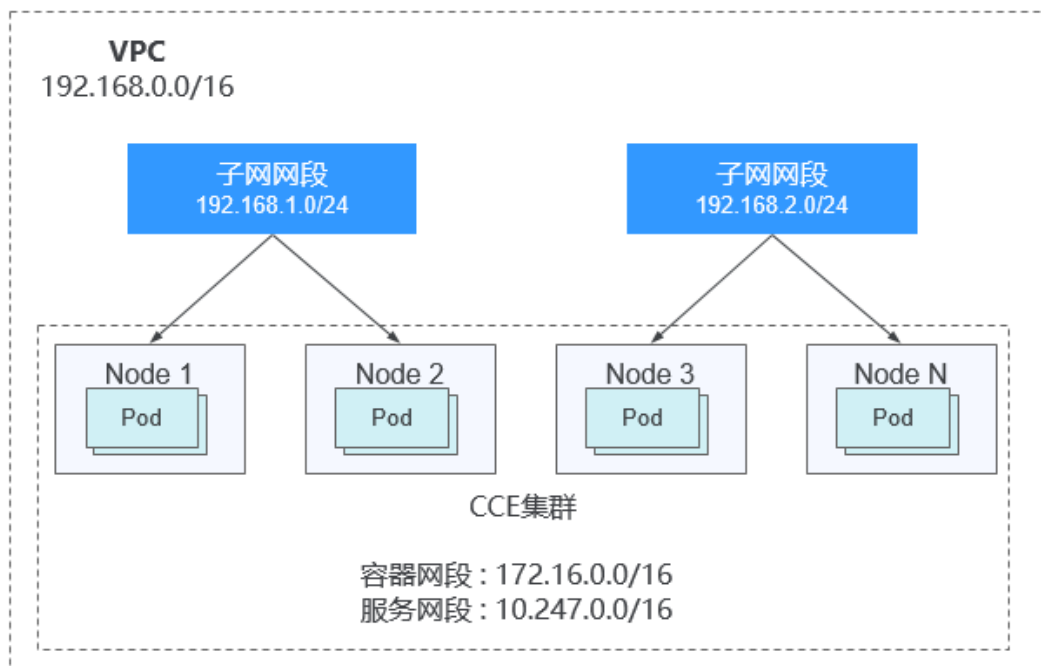 VPC
192.168.0.0/16
子网网段
192.168.1.0/24
子网网段
192.168.2.0/24
Node 1
Pod
Node 2
Pod
Node 3
Pod
Node N
Pod
CCE集群
容器网段 : 172.16.0.0/16
服务网段 : 10.247.0.0/16